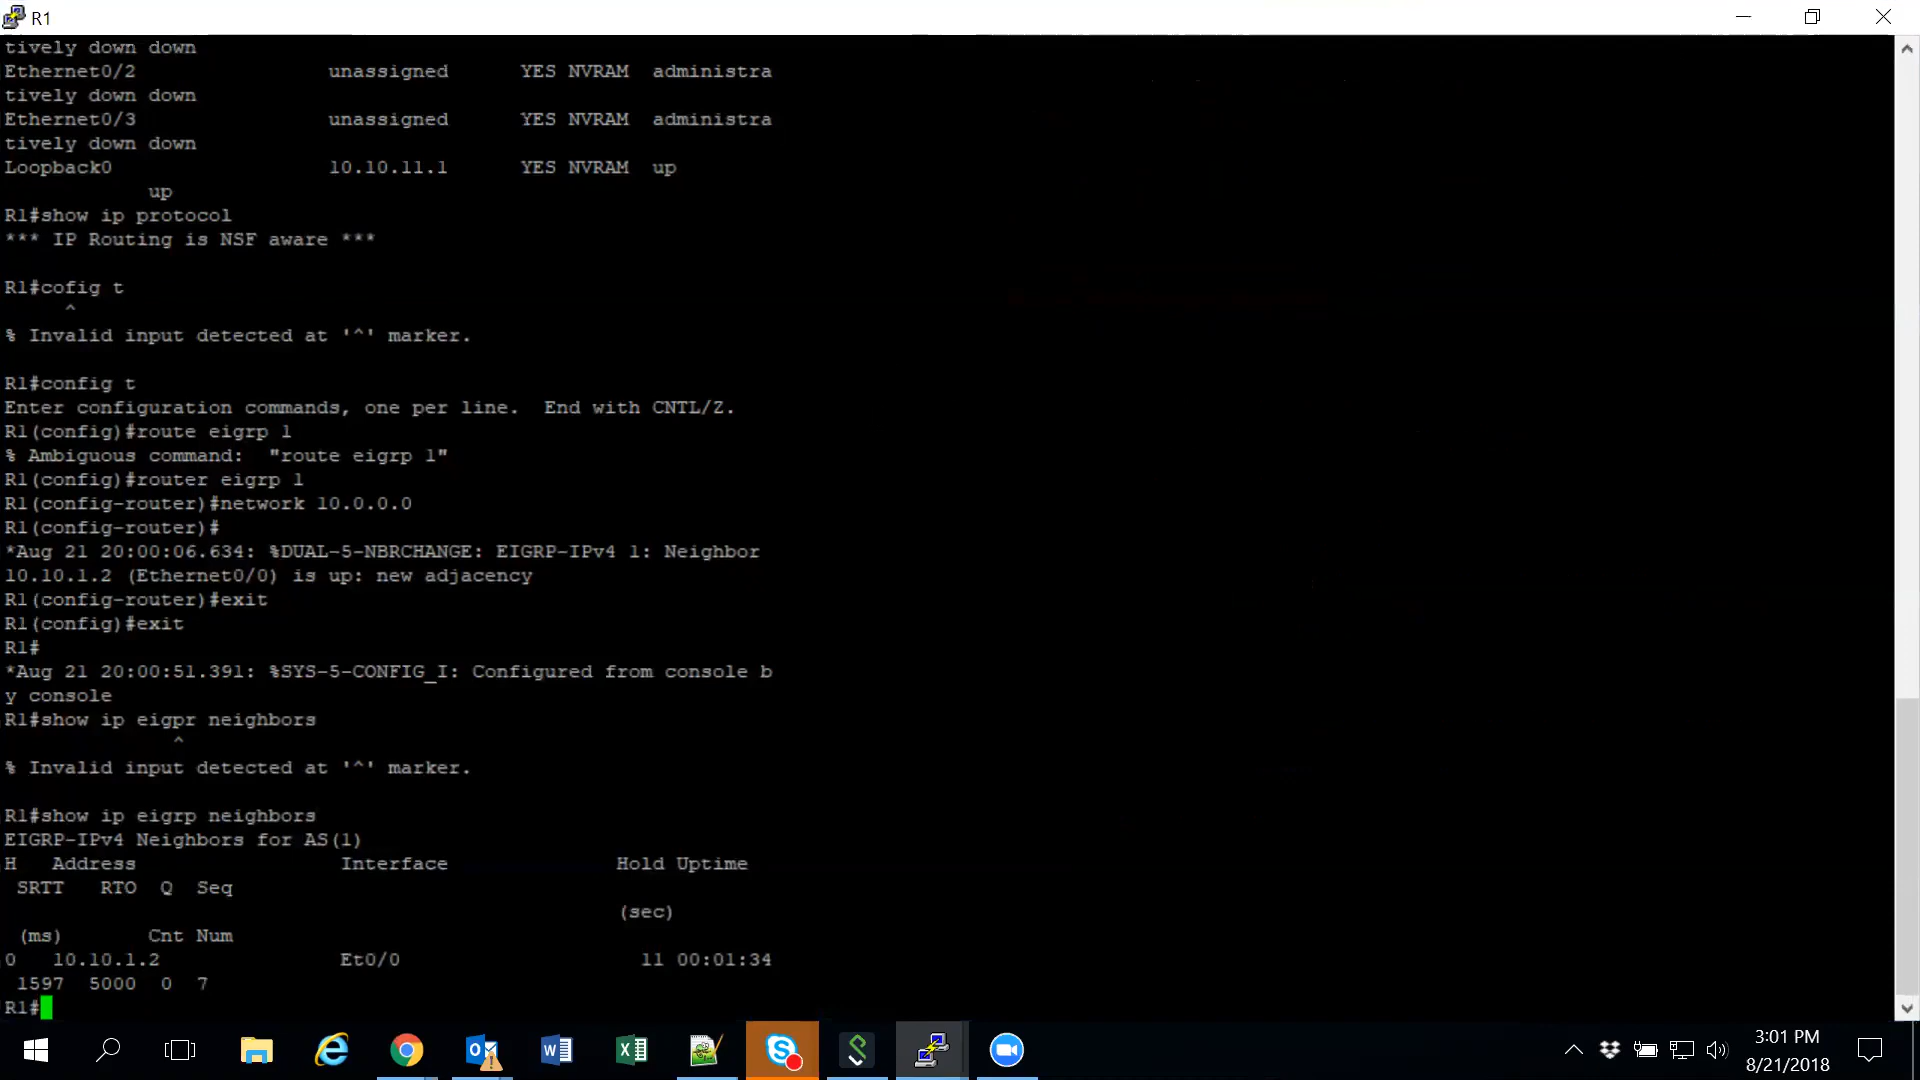 R1
tively down down
Ethernet0/2                unassigned      YES NVRAM  administra
tively down down
Ethernet0/3                unassigned      YES NVRAM  administra
tively down down
Loopback0                  10.10.11.1      YES NVRAM  up
            up
R1#show ip protocol
*** IP Routing is NSF aware ***
R1#cofig t
     ^
% Invalid input detected at '^' marker.
R1#config t
Enter configuration commands, one per line.  End with CNTL/Z.
R1(config)#route eigrp 1
% Ambiguous command:  "route eigrp 1"
R1(config)#router eigrp 1
R1(config-router)#network 10.0.0.0
R1(config-router)#
*Aug 21 20:00:06.634: %DUAL-5-NBRCHANGE: EIGRP-IPv4 1: Neighbor
10.10.1.2 (Ethernet0/0) is up: new adjacency
R1(config-router)#exit
R1(config)#exit
R1#
*Aug 21 20:00:51.391: %SYS-5-CONFIG_I: Configured from console b
y console
R1#show ip eigpr neighbors
              ^
% Invalid input detected at '^' marker.
R1#show ip eigrp neighbors
EIGRP-IPv4 Neighbors for AS(1)
H   Address                 Interface              Hold Uptime
 SRTT   RTO  Q  Seq
                                                   (sec)
 (ms)       Cnt Num
0   10.10.1.2               Et0/0                    11 00:01:34
 1597  5000  0  7
R1#
3:01 PM
8/21/2018